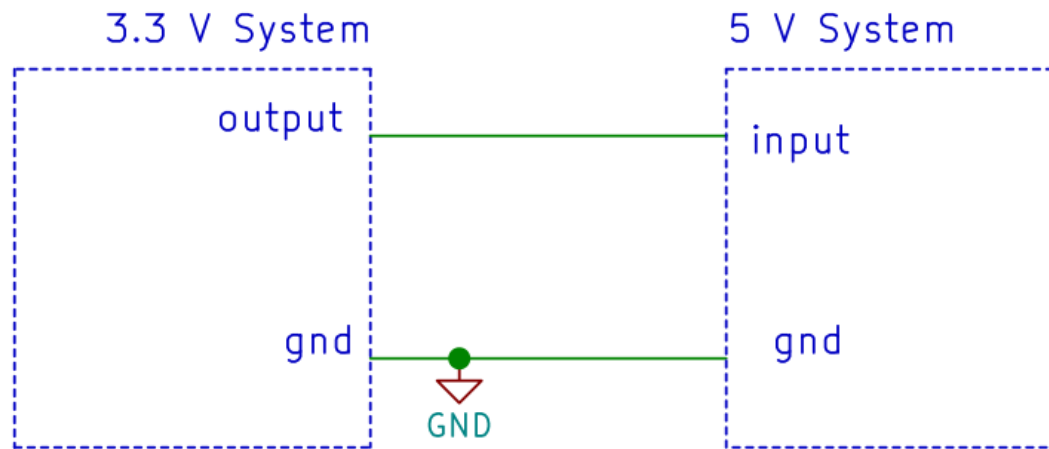 3.3 V System
5 V System
output
input
gnd
gnd
GND